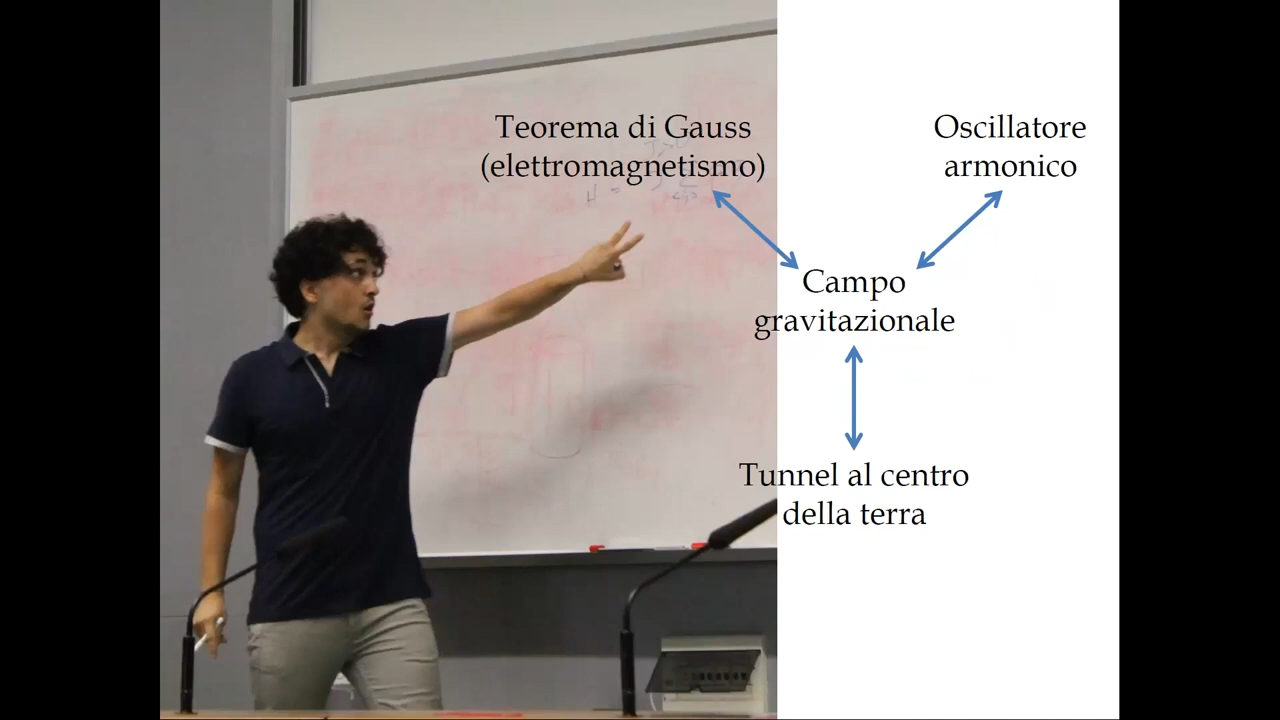 Teorema di Gauss
(elettromagnetismo)
Oscillatore
armonico
Campo
gravitazionale
Tunnel al centro
della terra